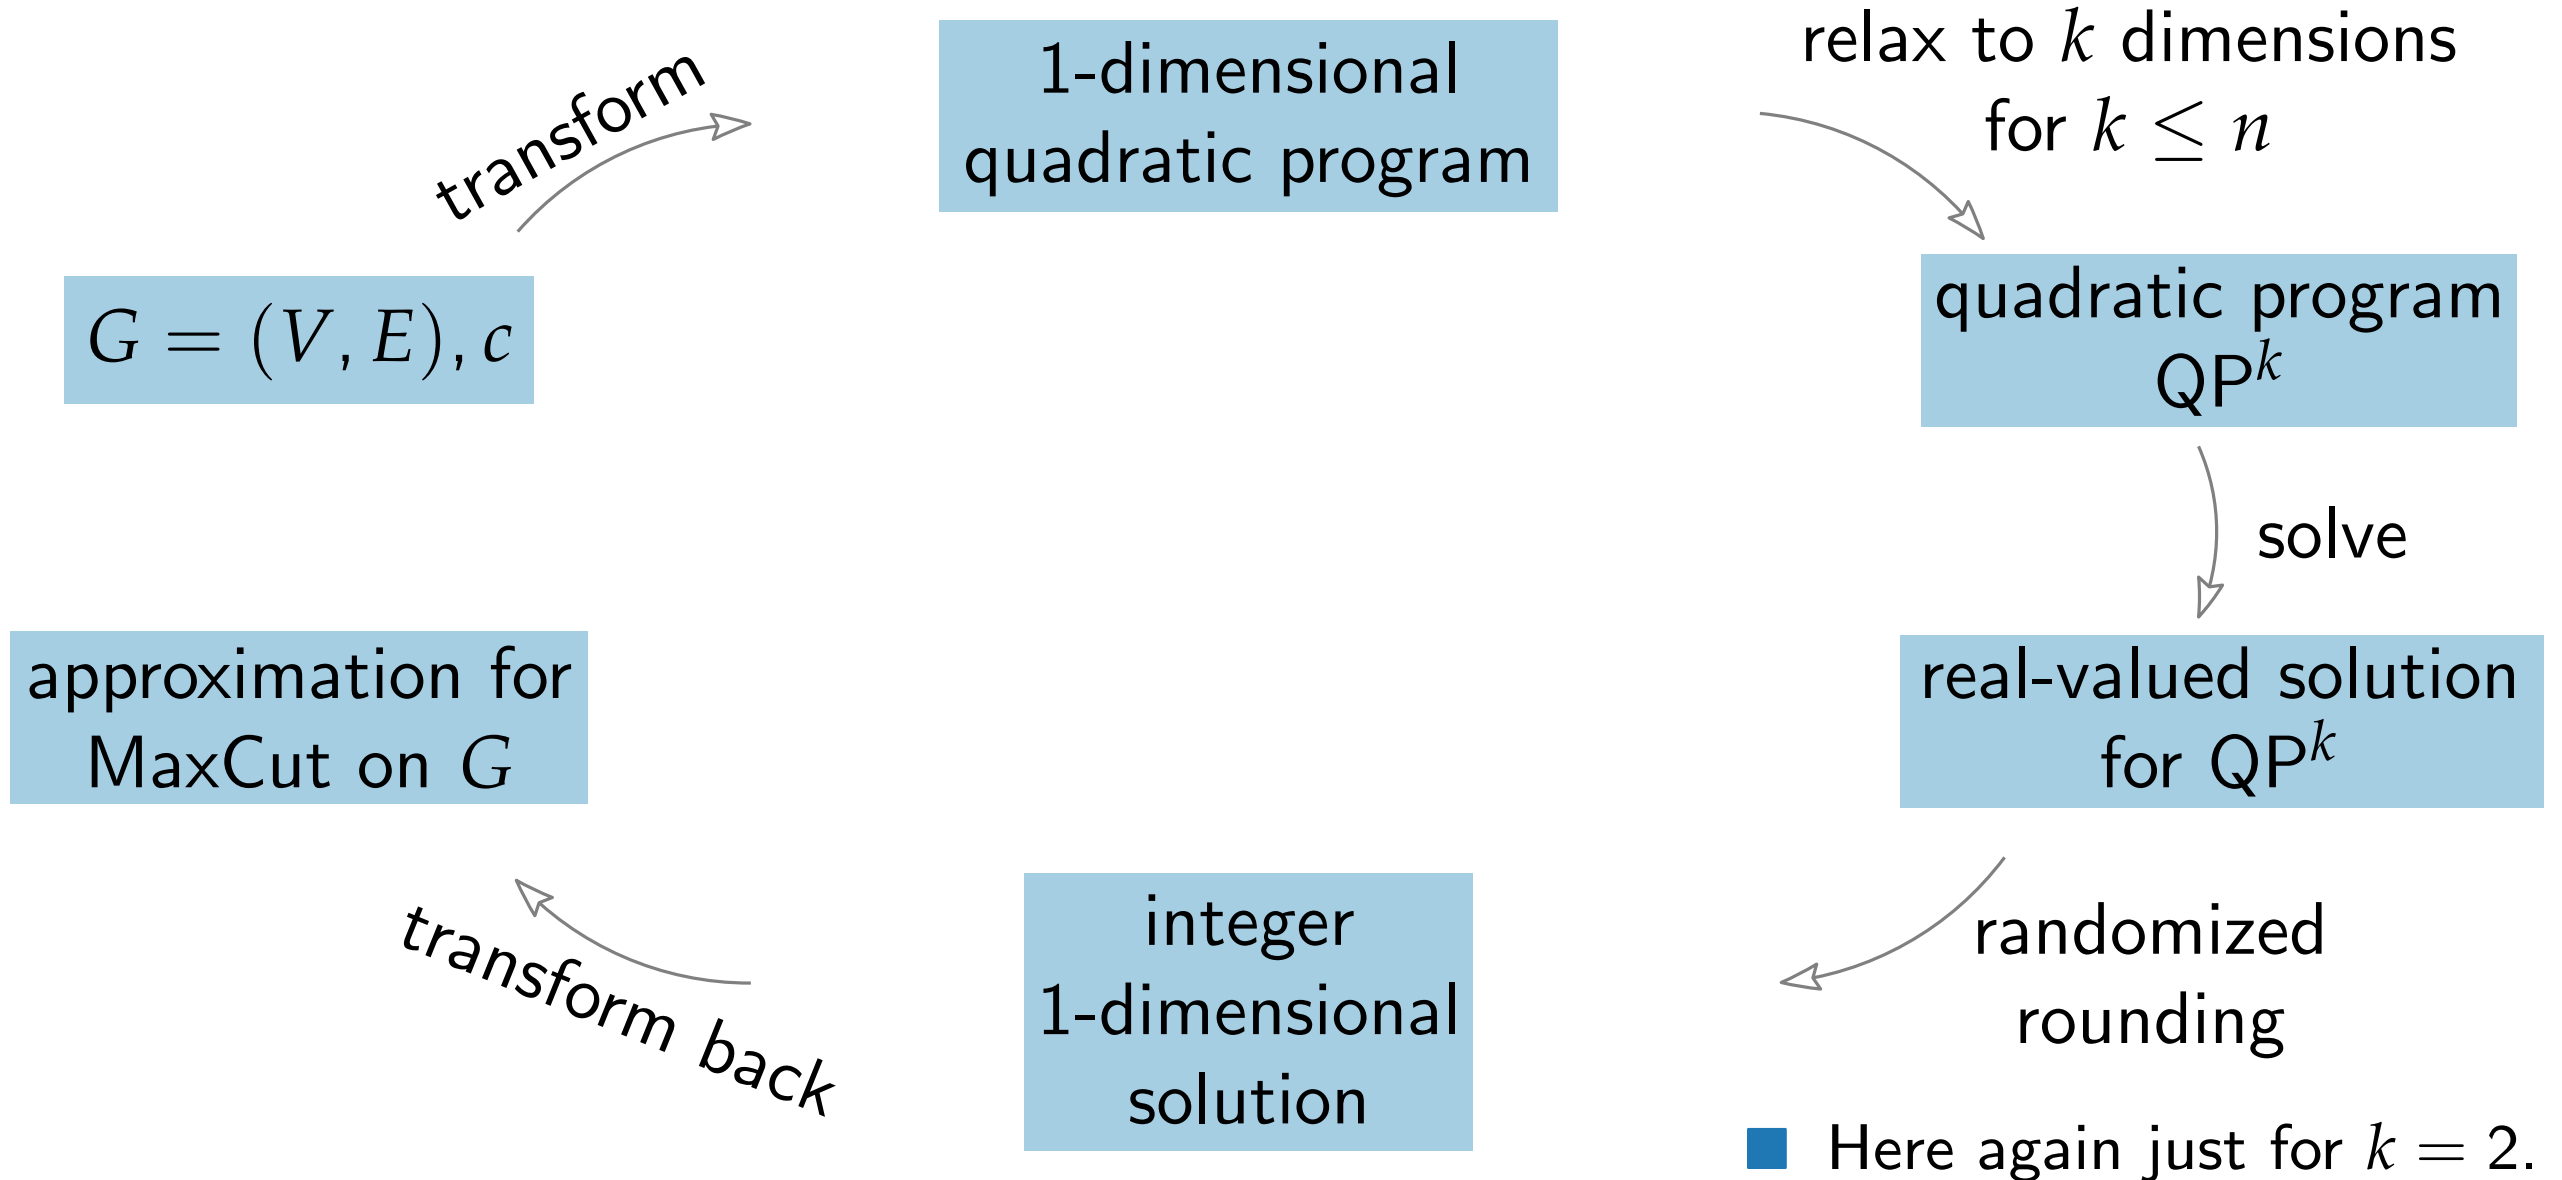 transform
1-dimensional
quadratic program
relax to k dimensions
for k ≤ n
G = (V, E), c
quadratic program
QP^k
solve
approximation for
MaxCut on G
real-valued solution
for QP^k
transform back
integer
1-dimensional
solution
randomized
rounding
Here again just for k = 2.